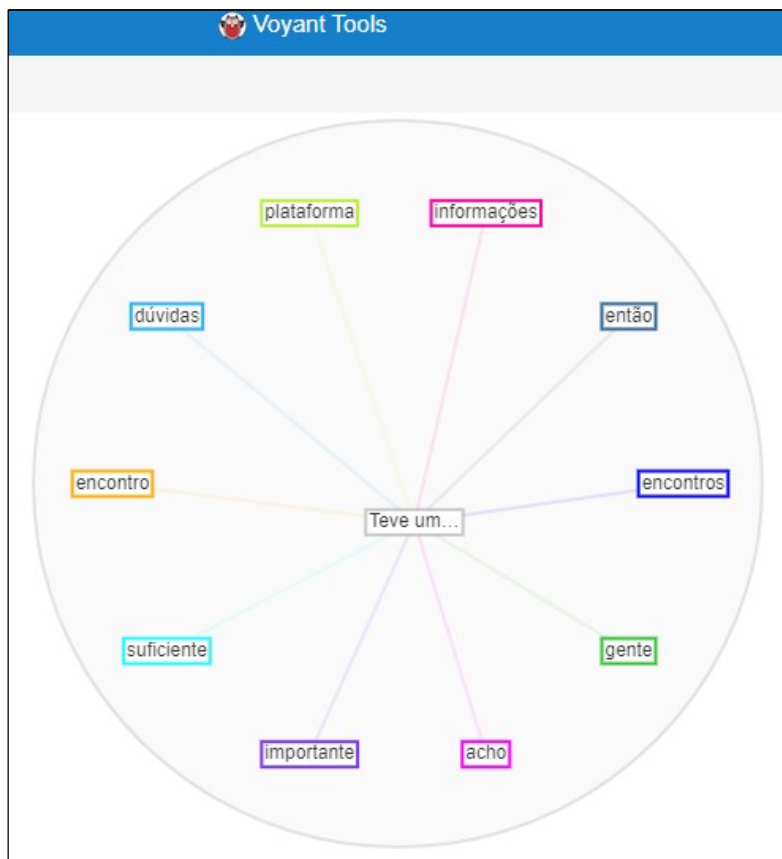 Voyant Tools
plataforma
informações
dúvidas
então
encontro
encontros
Teve um...
suficiente
gente
importante
acho